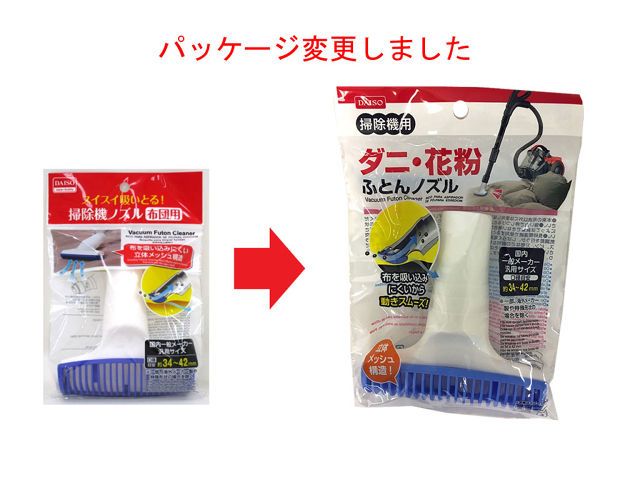 パッケージ変更しました
DAISO
スイスイ吸いとる!
掃除機ノズル 布団用
Vacuum Futon Cleaner
布を吸い込みにくい
立体メッシュ構造
国内一般メーカー
汎用サイズ
約34~42mm
DAISO
掃除機用
ダニ・花粉
ふとんノズル
Vacuum Futon Cleaner
布を吸い込み
にくいから
動きスムーズ!
国内
一般メーカー
汎用サイズ
口径目安
約34~42mm
立体
メッシュ
構造!